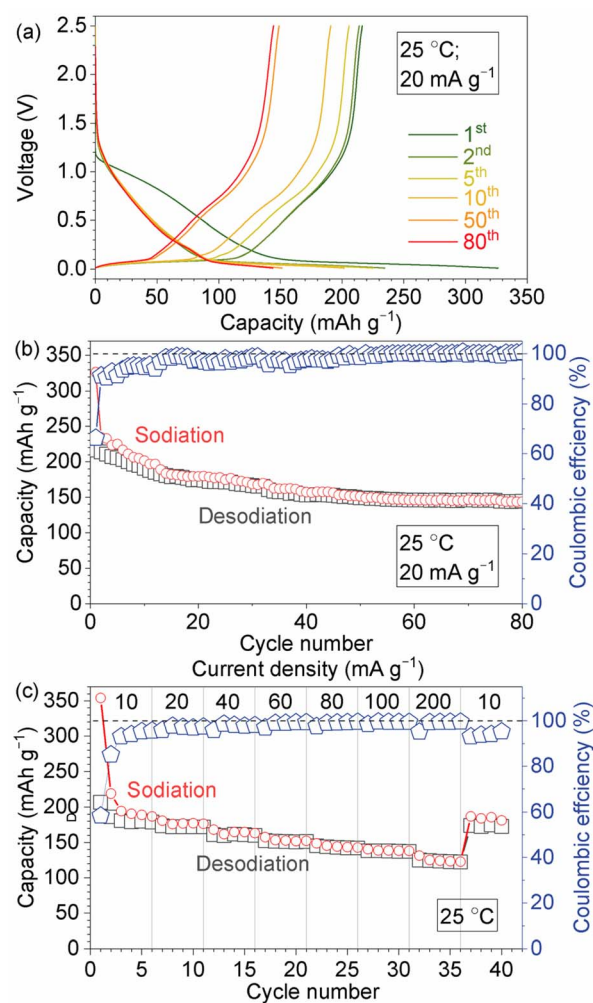 (a)
25 °C;
20 mA g⁻¹
1ˢᵗ
2ⁿᵈ
5ᵗʰ
10ᵗʰ
50ᵗʰ
80ᵗʰ
Voltage (V)
2.5
2.0
1.5
1.0
0.5
0.0
0 50 100 150 200 250 300 350
Capacity (mAh g⁻¹)
(b)
350
300
250
200
150
100
50
0
Capacity (mAh g⁻¹)
Sodiation
Desodiation
25 °C
20 mA g⁻¹
100
80
60
40
20
0
Coulombic effciency (%)
0 20 40 60 80
Cycle number
Current density (mA g⁻¹)
(c)
10 20 40 60 80 100 200 10
350
300
250
200
150
100
50
0
Capacity (mAh g⁻¹)
Sodiation
Desodiation
25 °C
100
80
60
40
20
0
Coulombic effciency (%)
0 5 10 15 20 25 30 35 40
Cycle number